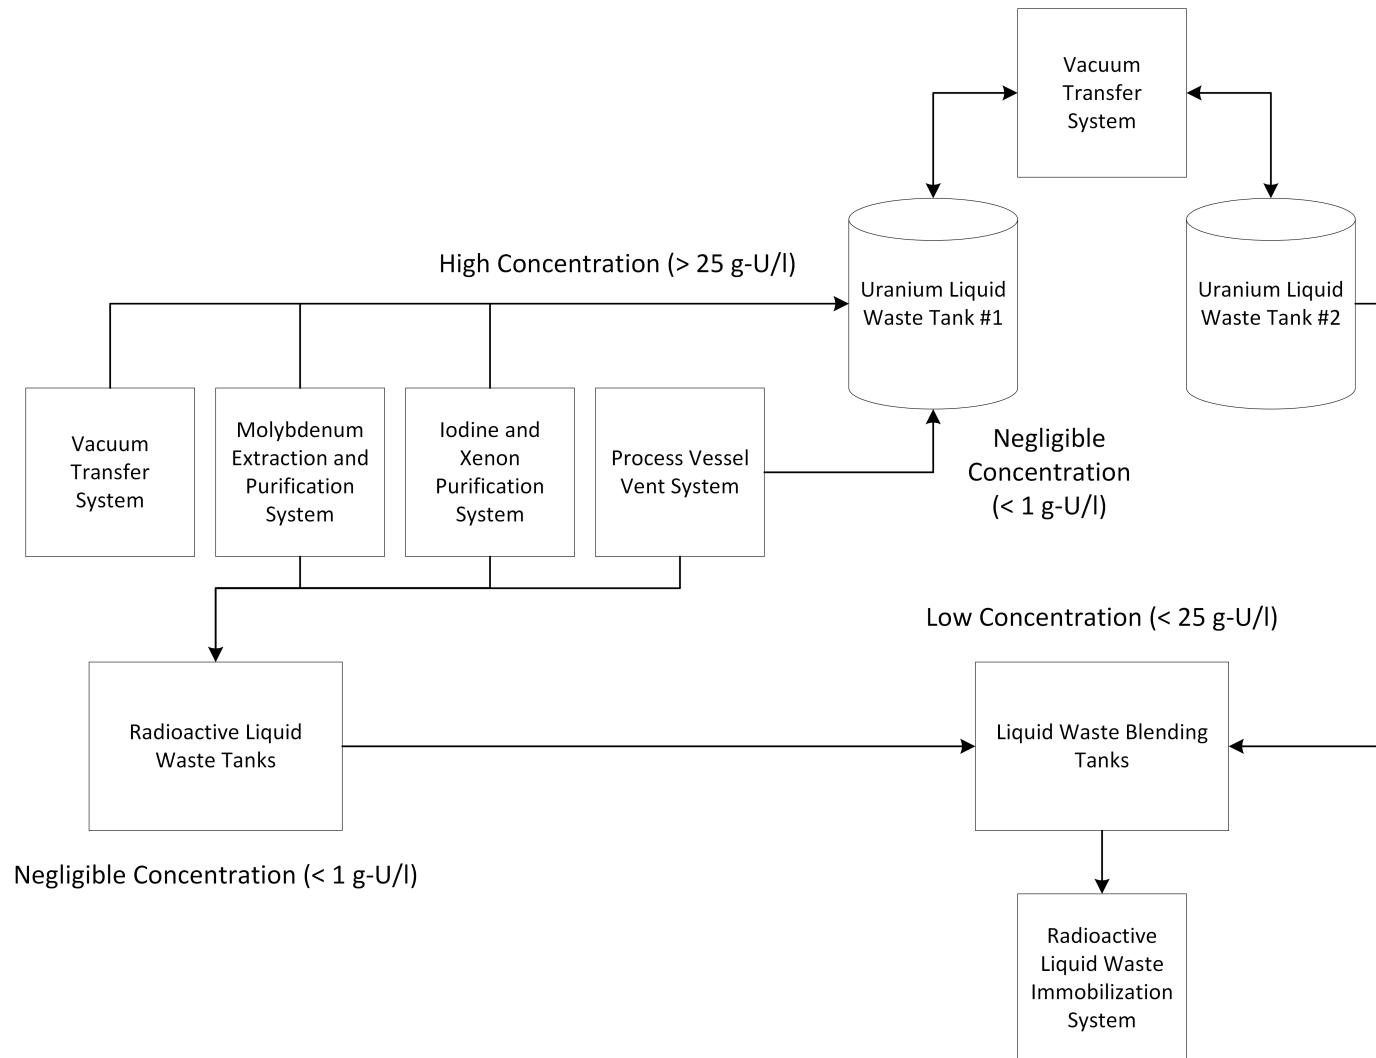 Vacuum
Transfer
System
High Concentration (> 25 g-U/l)
Uranium Liquid
Waste Tank #1
Uranium Liquid
Waste Tank #2
Vacuum
Transfer
System
Molybdenum
Extraction and
Purification
System
Iodine and
Xenon
Purification
System
Process Vessel
Vent System
Negligible
Concentration
(< 1 g-U/l)
Low Concentration (< 25 g-U/l)
Radioactive Liquid
Waste Tanks
Liquid Waste Blending
Tanks
Negligible Concentration (< 1 g-U/l)
Radioactive
Liquid Waste
Immobilization
System